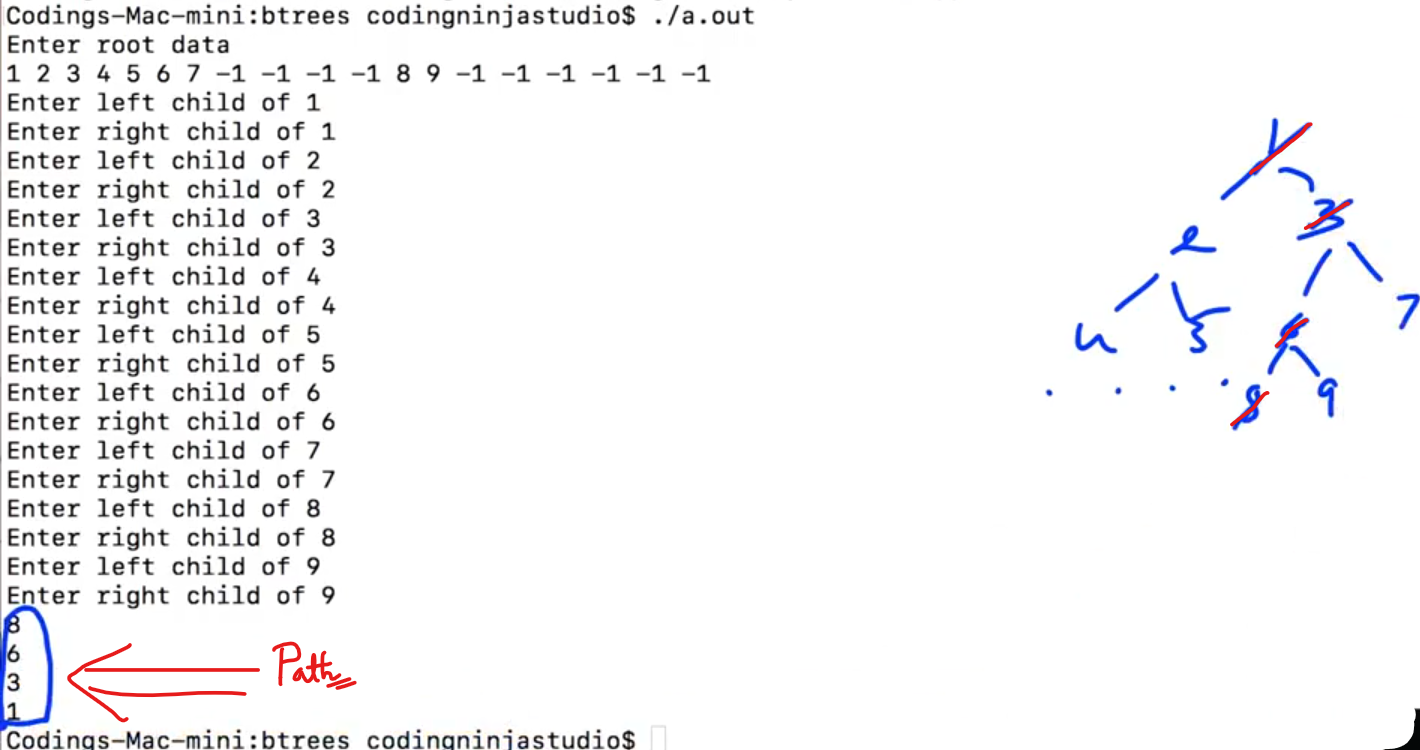 Codings-Mac-mini:btrees codingninjastudio$ ./a.out
Enter root data
1 2 3 4 5 6 7 -1 -1 -1 -1 8 9 -1 -1 -1 -1 -1 -1
Enter left child of 1
Enter right child of 1
Enter left child of 2
Enter right child of 2
Enter left child of 3
Enter right child of 3
Enter left child of 4
Enter right child of 4
Enter left child of 5
Enter right child of 5
Enter left child of 6
Enter right child of 6
Enter left child of 7
Enter right child of 7
Enter left child of 8
Enter right child of 8
Enter left child of 9
Enter right child of 9
8
6
3
1
Codings-Mac-mini:btrees codingninjastudio$
Path
1
2 3
4 5 6 7
8 9